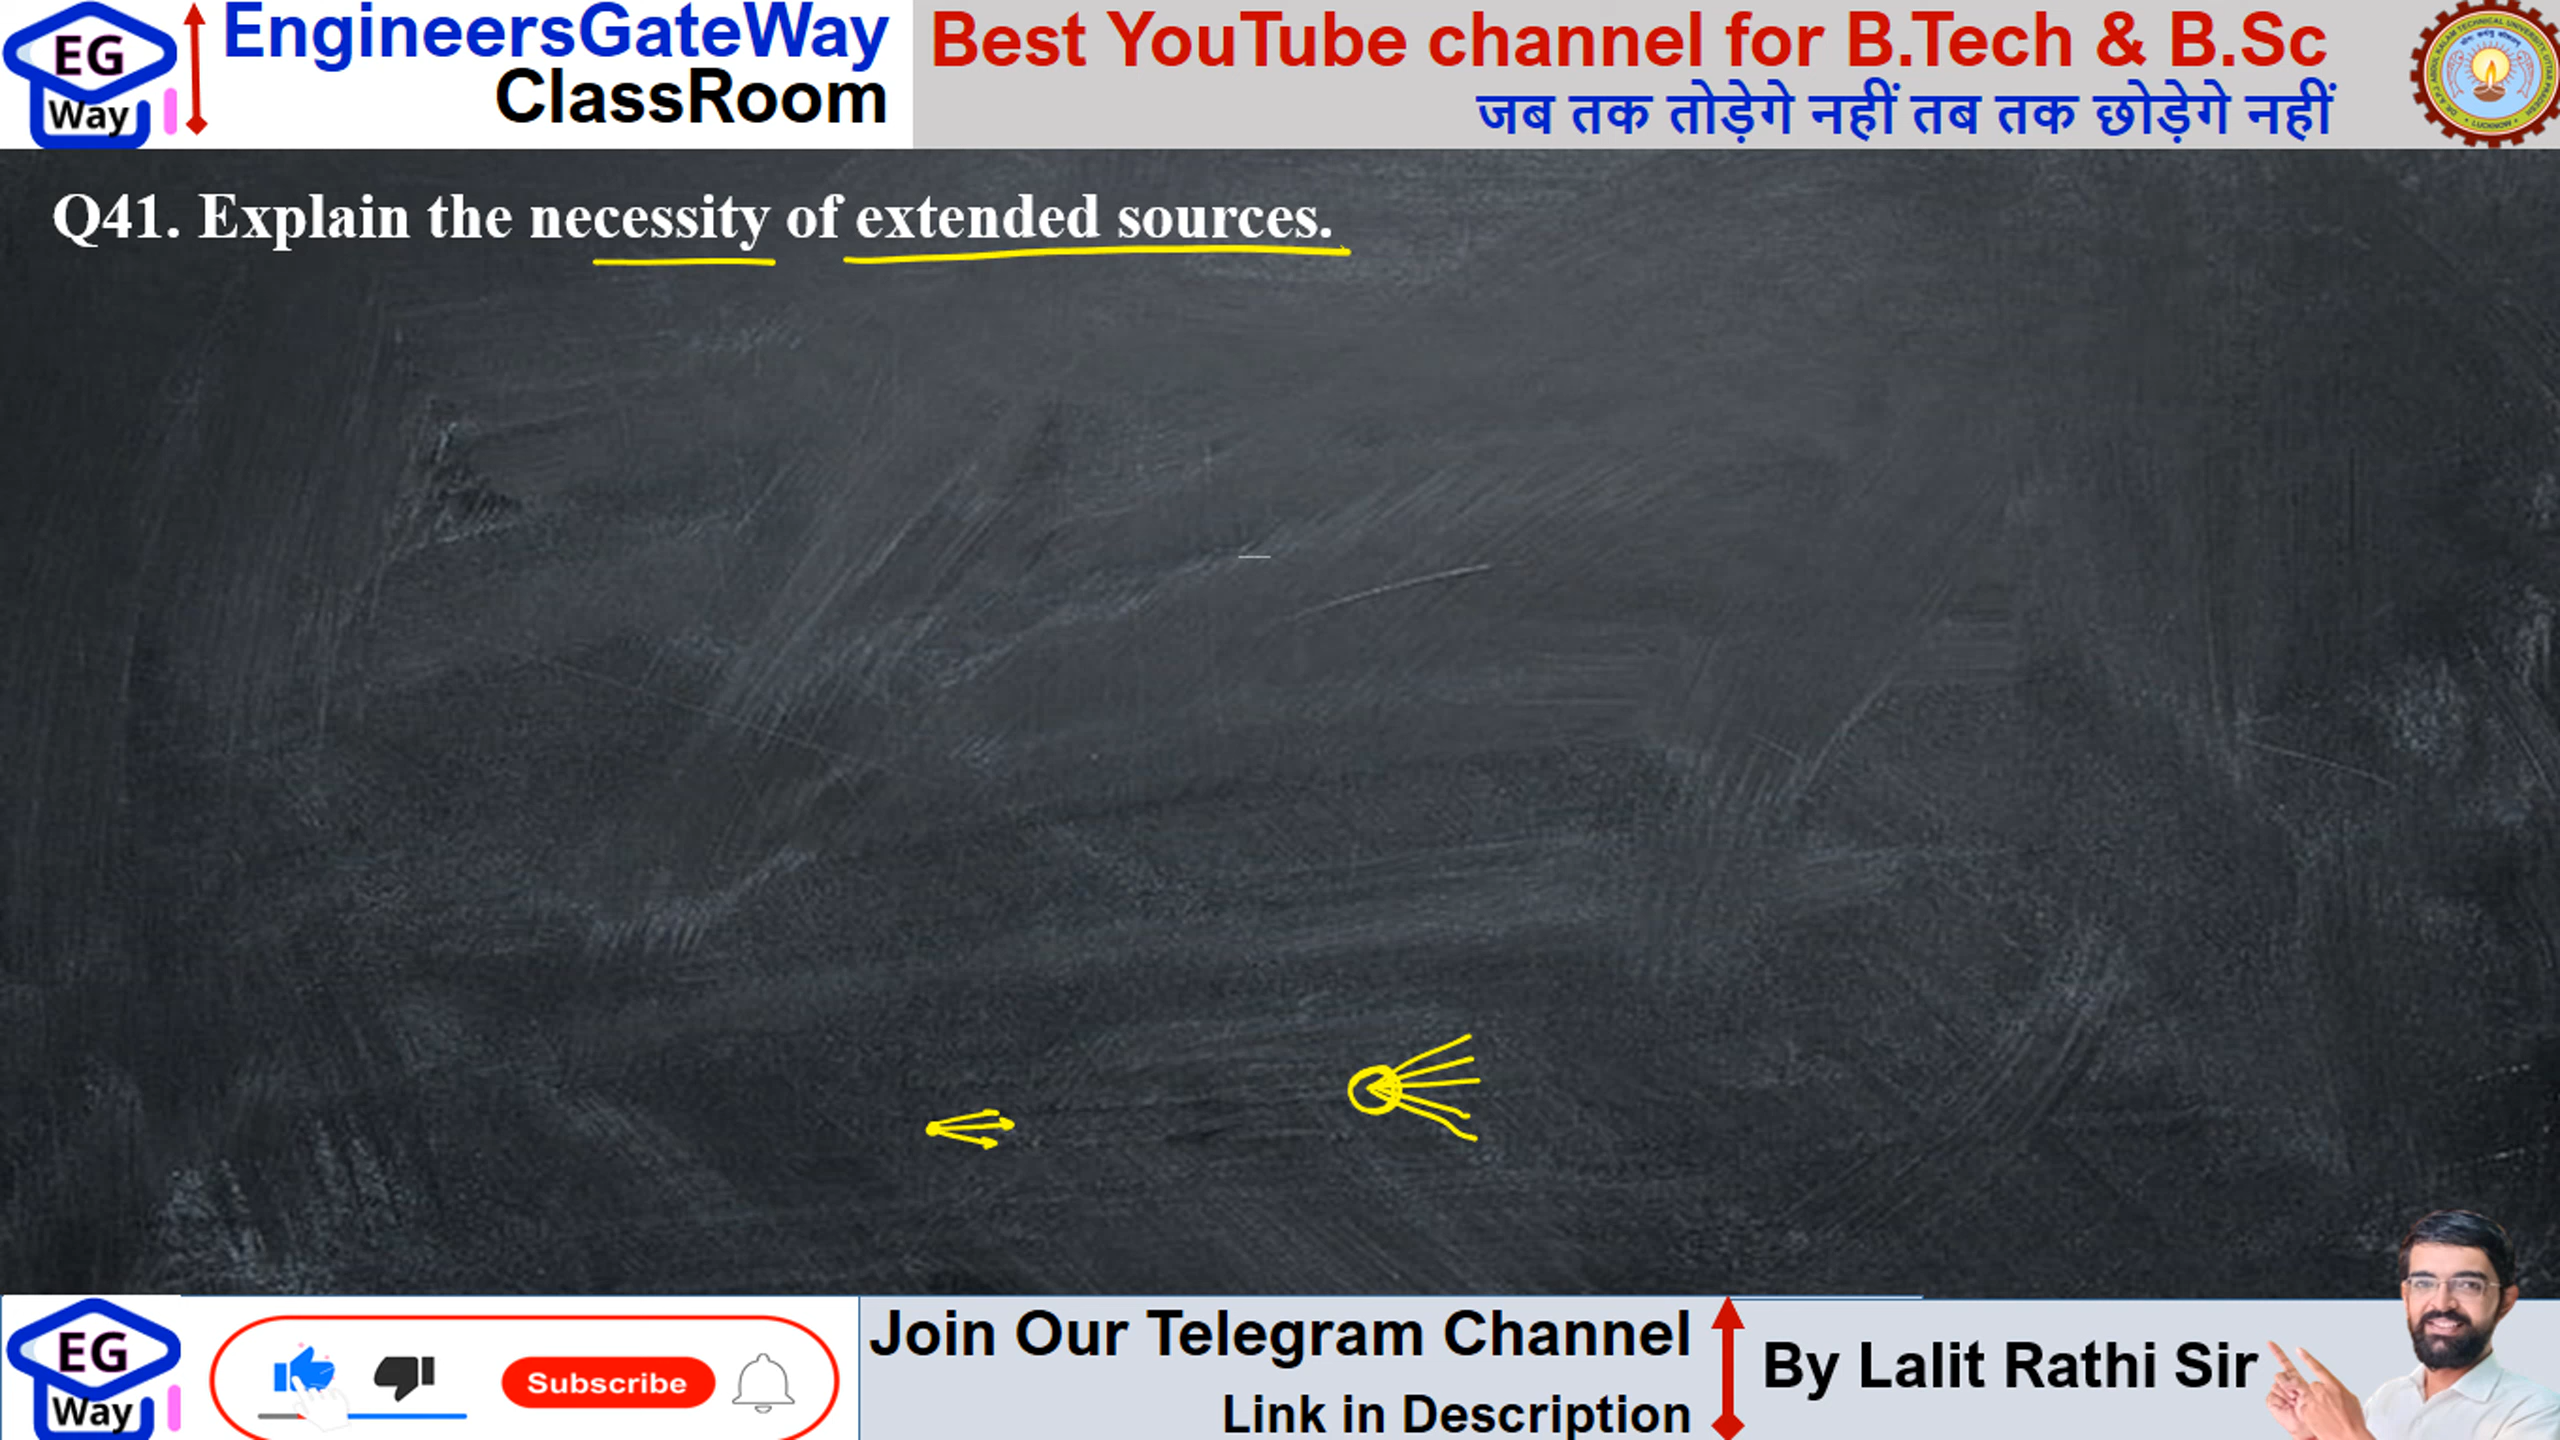 EG
Way
EngineersGateWay
ClassRoom
Best YouTube channel for B.Tech & B.Sc
जब तक तोड़ेगे नहीं तब तक छोड़ेगे नहीं
Q41. Explain the necessity of extended sources.
EG
Way
Subscribe
Join Our Telegram Channel
Link in Description
By Lalit Rathi Sir